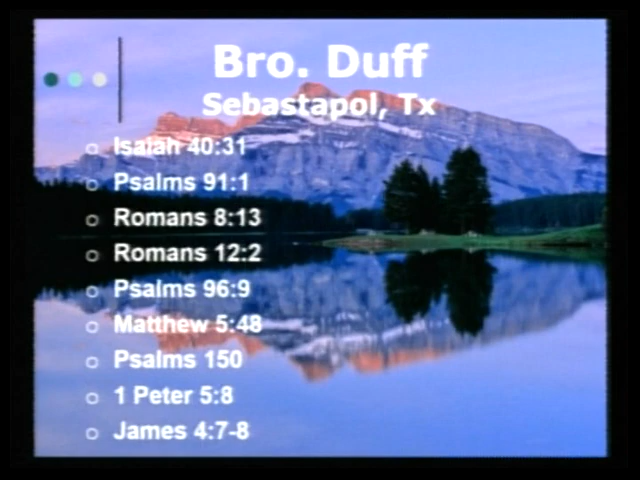 Bro. Duff
Sebastapol, Tx
Isaiah 40:31
Psalms 91:1
Romans 8:13
Romans 12:2
Psalms 96:9
Matthew 5:48
Psalms 150
1 Peter 5:8
James 4:7-8